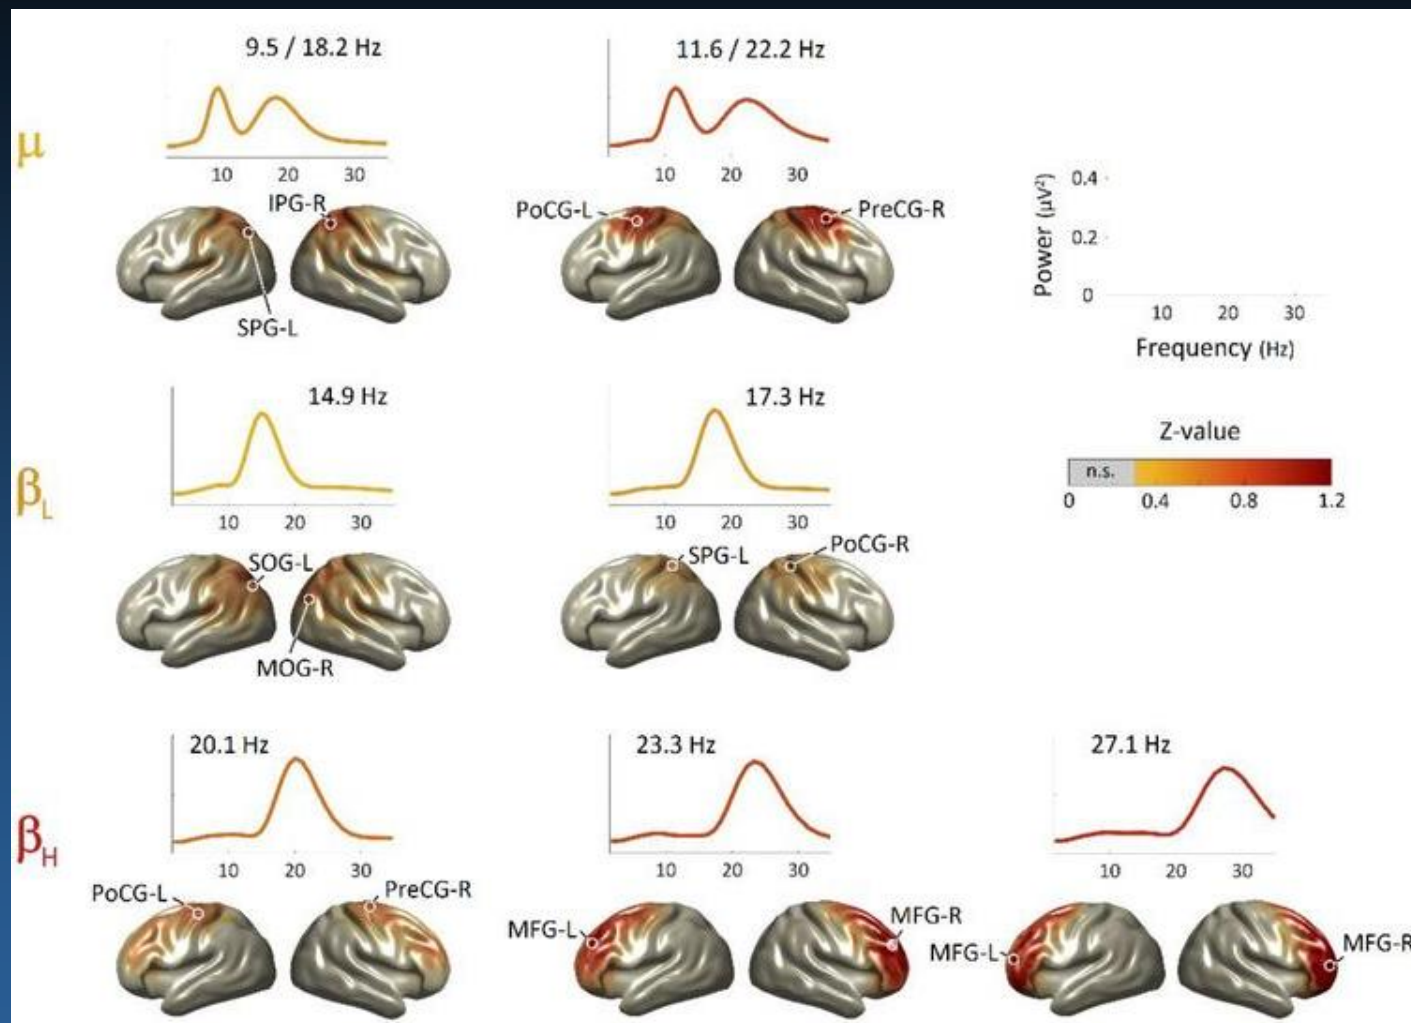 μ
9.5 / 18.2 Hz
10 20 30
IPG-R
SPG-L
11.6 / 22.2 Hz
10 20 30
PoCG-L
PreCG-R
Power (μV²)
0.4
0.2
0
10 20 30
Frequency (Hz)
βL
14.9 Hz
10 20 30
SOG-L
MOG-R
17.3 Hz
10 20 30
SPG-L
PoCG-R
Z-value
n.s.
0 0.4 0.8 1.2
βH
20.1 Hz
10 20 30
PoCG-L
PreCG-R
23.3 Hz
10 20 30
MFG-L
MFG-R
27.1 Hz
10 20 30
MFG-L
MFG-R